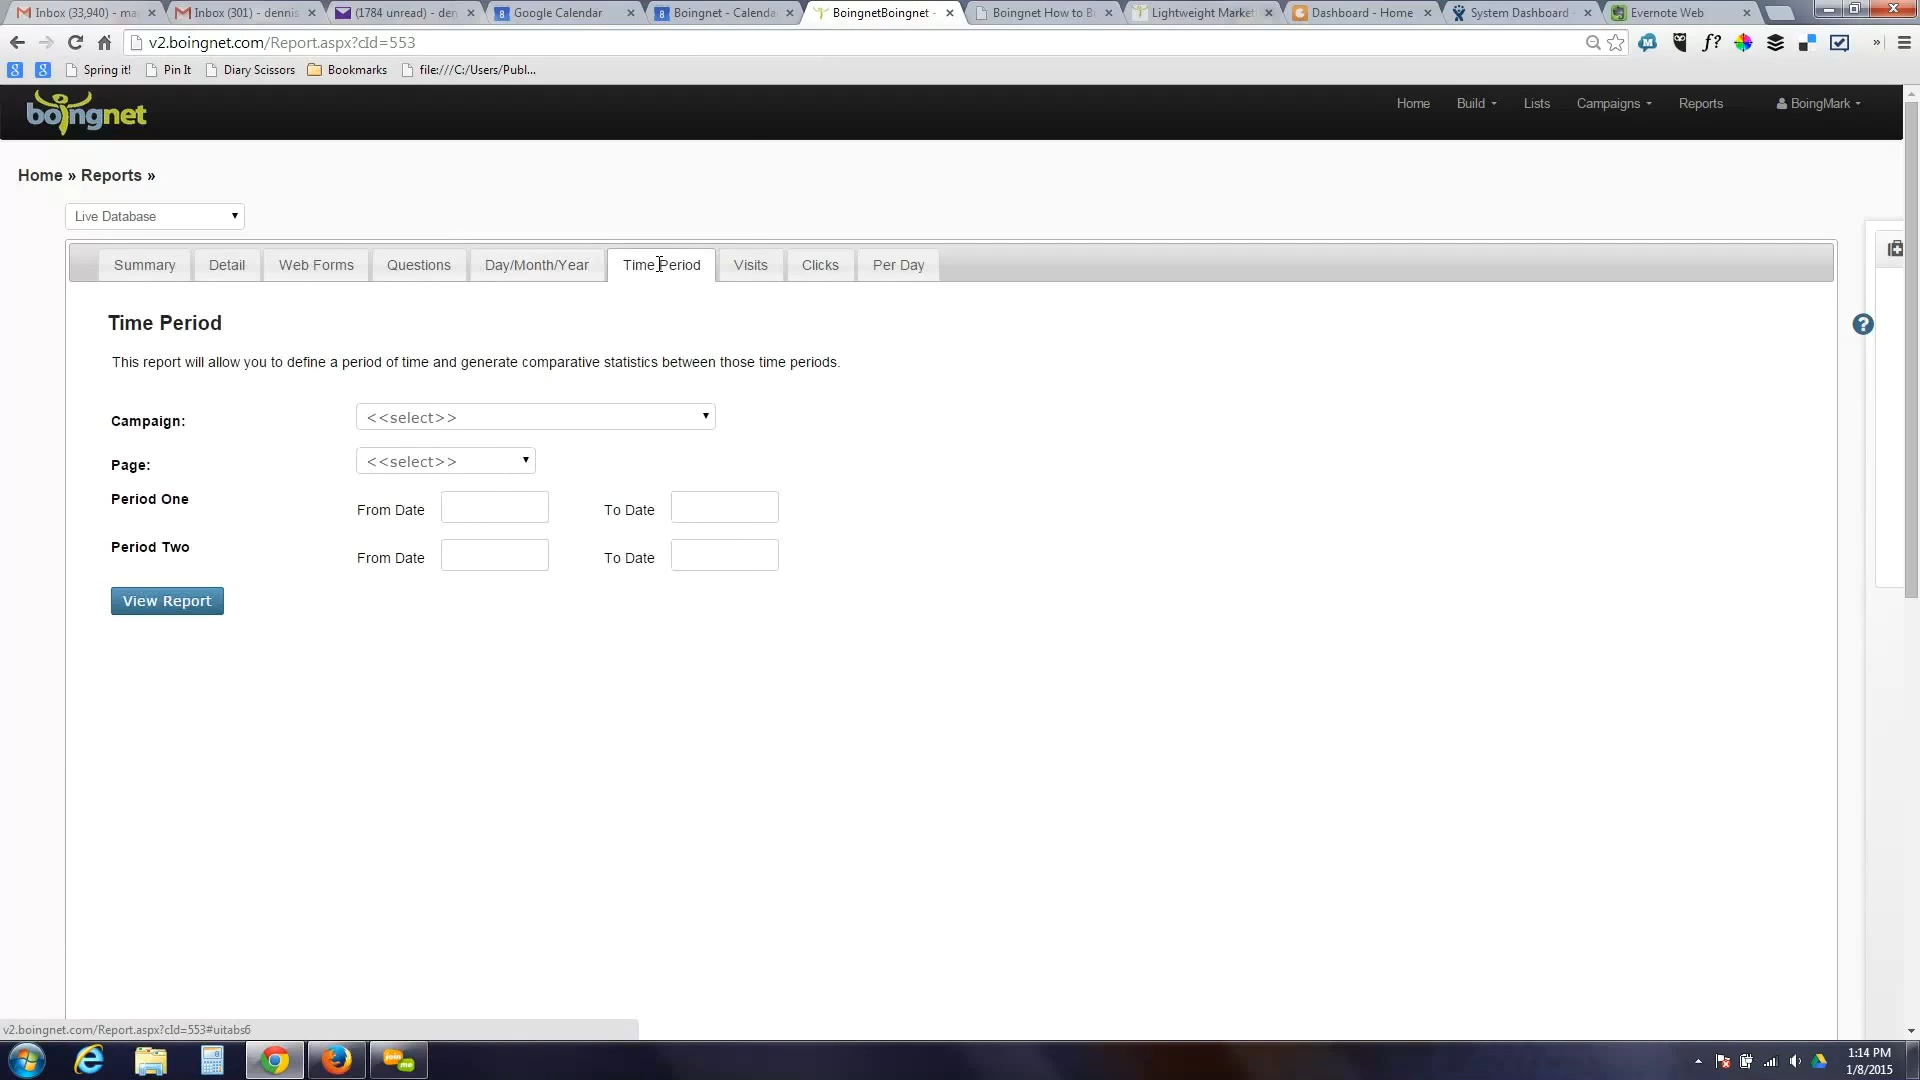 Inbox (33,940) - ma
Inbox (301) - dennis
(1784 unread) - den
Google Calendar
Boingnet - Calenda
BoingnetBoingnet -
Boingnet How to B
Lightweight Market
Dashboard - Home
System Dashboard -
Evernote Web
v2.boingnet.com/Report.aspx?cId=553
Spring it!
Pin It
Diary Scissors
Bookmarks
file:///C:/Users/Publ...
boingnet
Home
Build
Lists
Campaigns
Reports
BoingMark
Home » Reports »
Live Database
Summary
Detail
Web Forms
Questions
Day/Month/Year
Time Period
Visits
Clicks
Per Day
Time Period
This report will allow you to define a period of time and generate comparative statistics between those time periods.
Campaign:
<<select>>
Page:
<<select>>
Period One
From Date
To Date
Period Two
From Date
To Date
View Report
v2.boingnet.com/Report.aspx?cId=553#uitabs6
join me
1:14 PM
1/8/2015